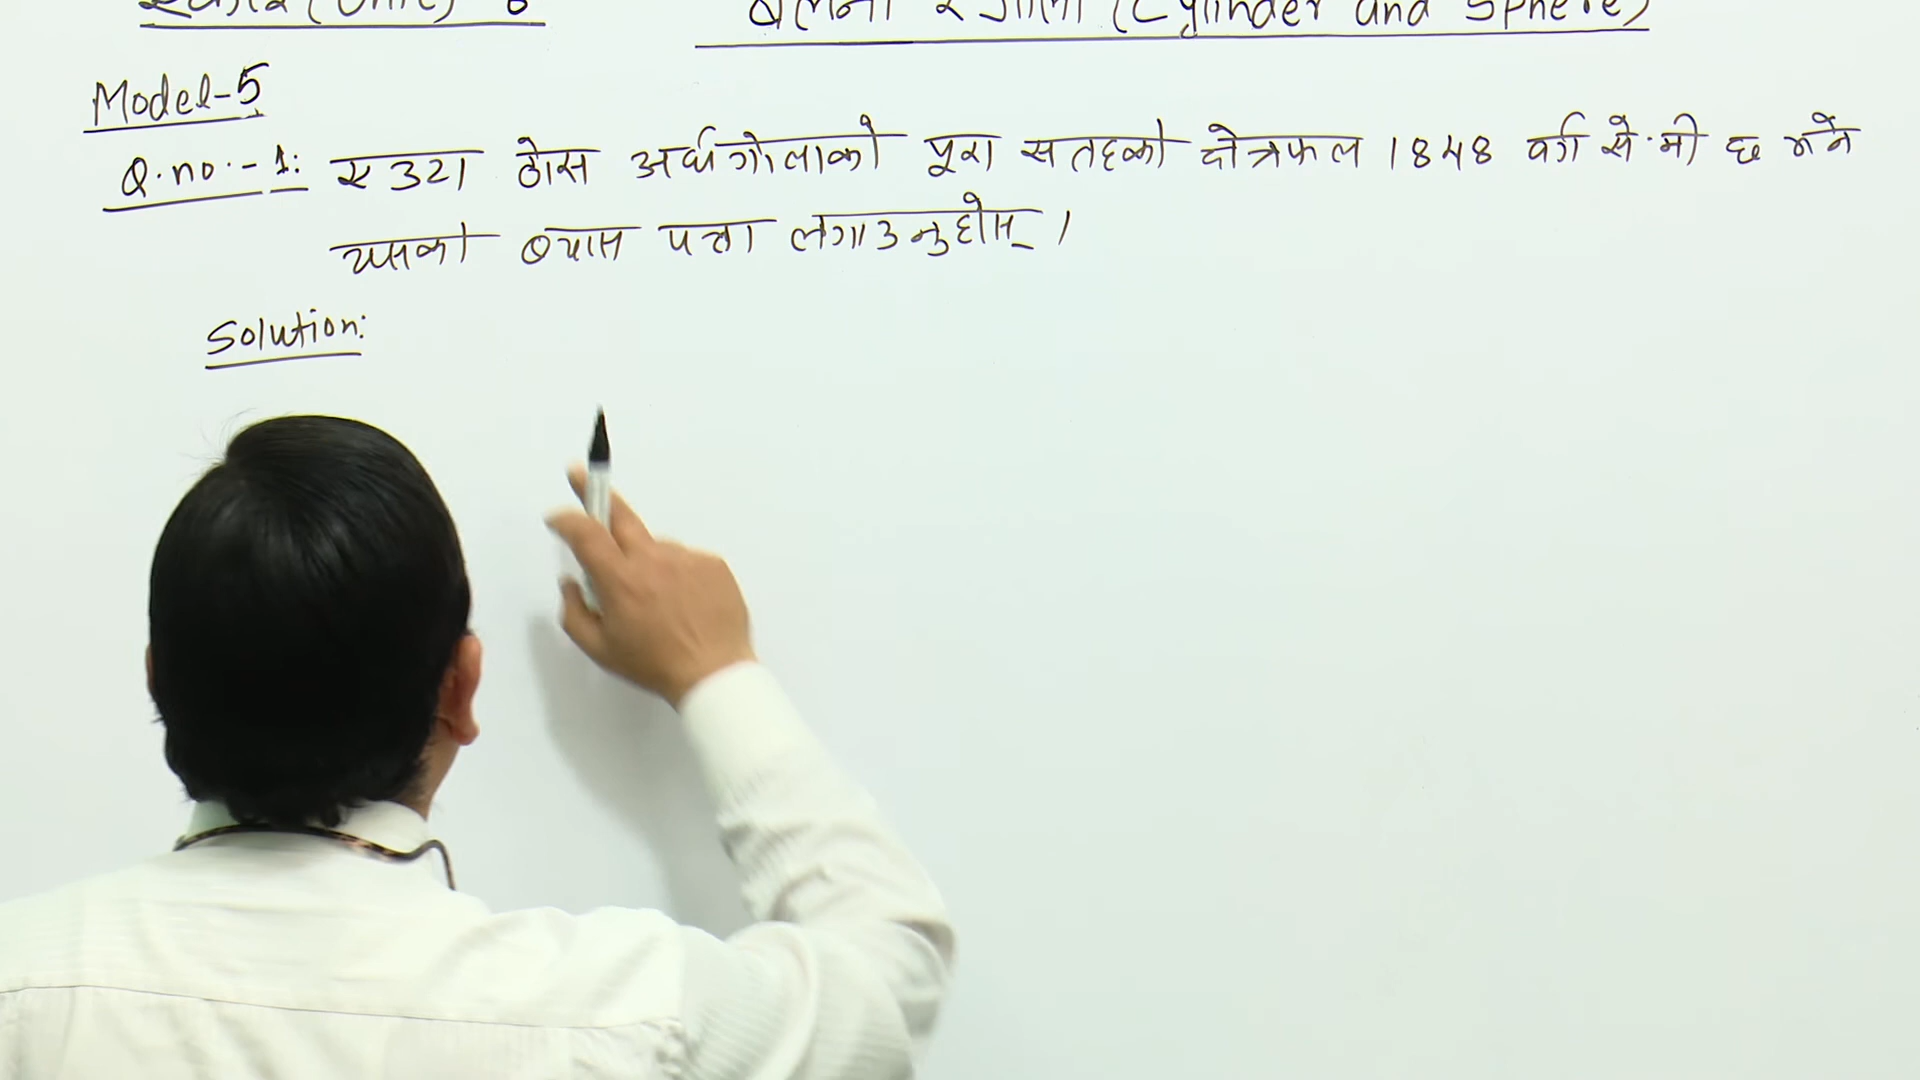 एकाइ (Unit) - 6
बेलना र गोला (Cylinder and Sphere)
Model-5
Q.no.- 1: एउटा ठोस अर्धगोलाको पूरा सतहको क्षेत्रफल 1848 वर्ग से.मी छ भने
यसको व्यास पत्ता लगाउनुहोस् ।
Solution: